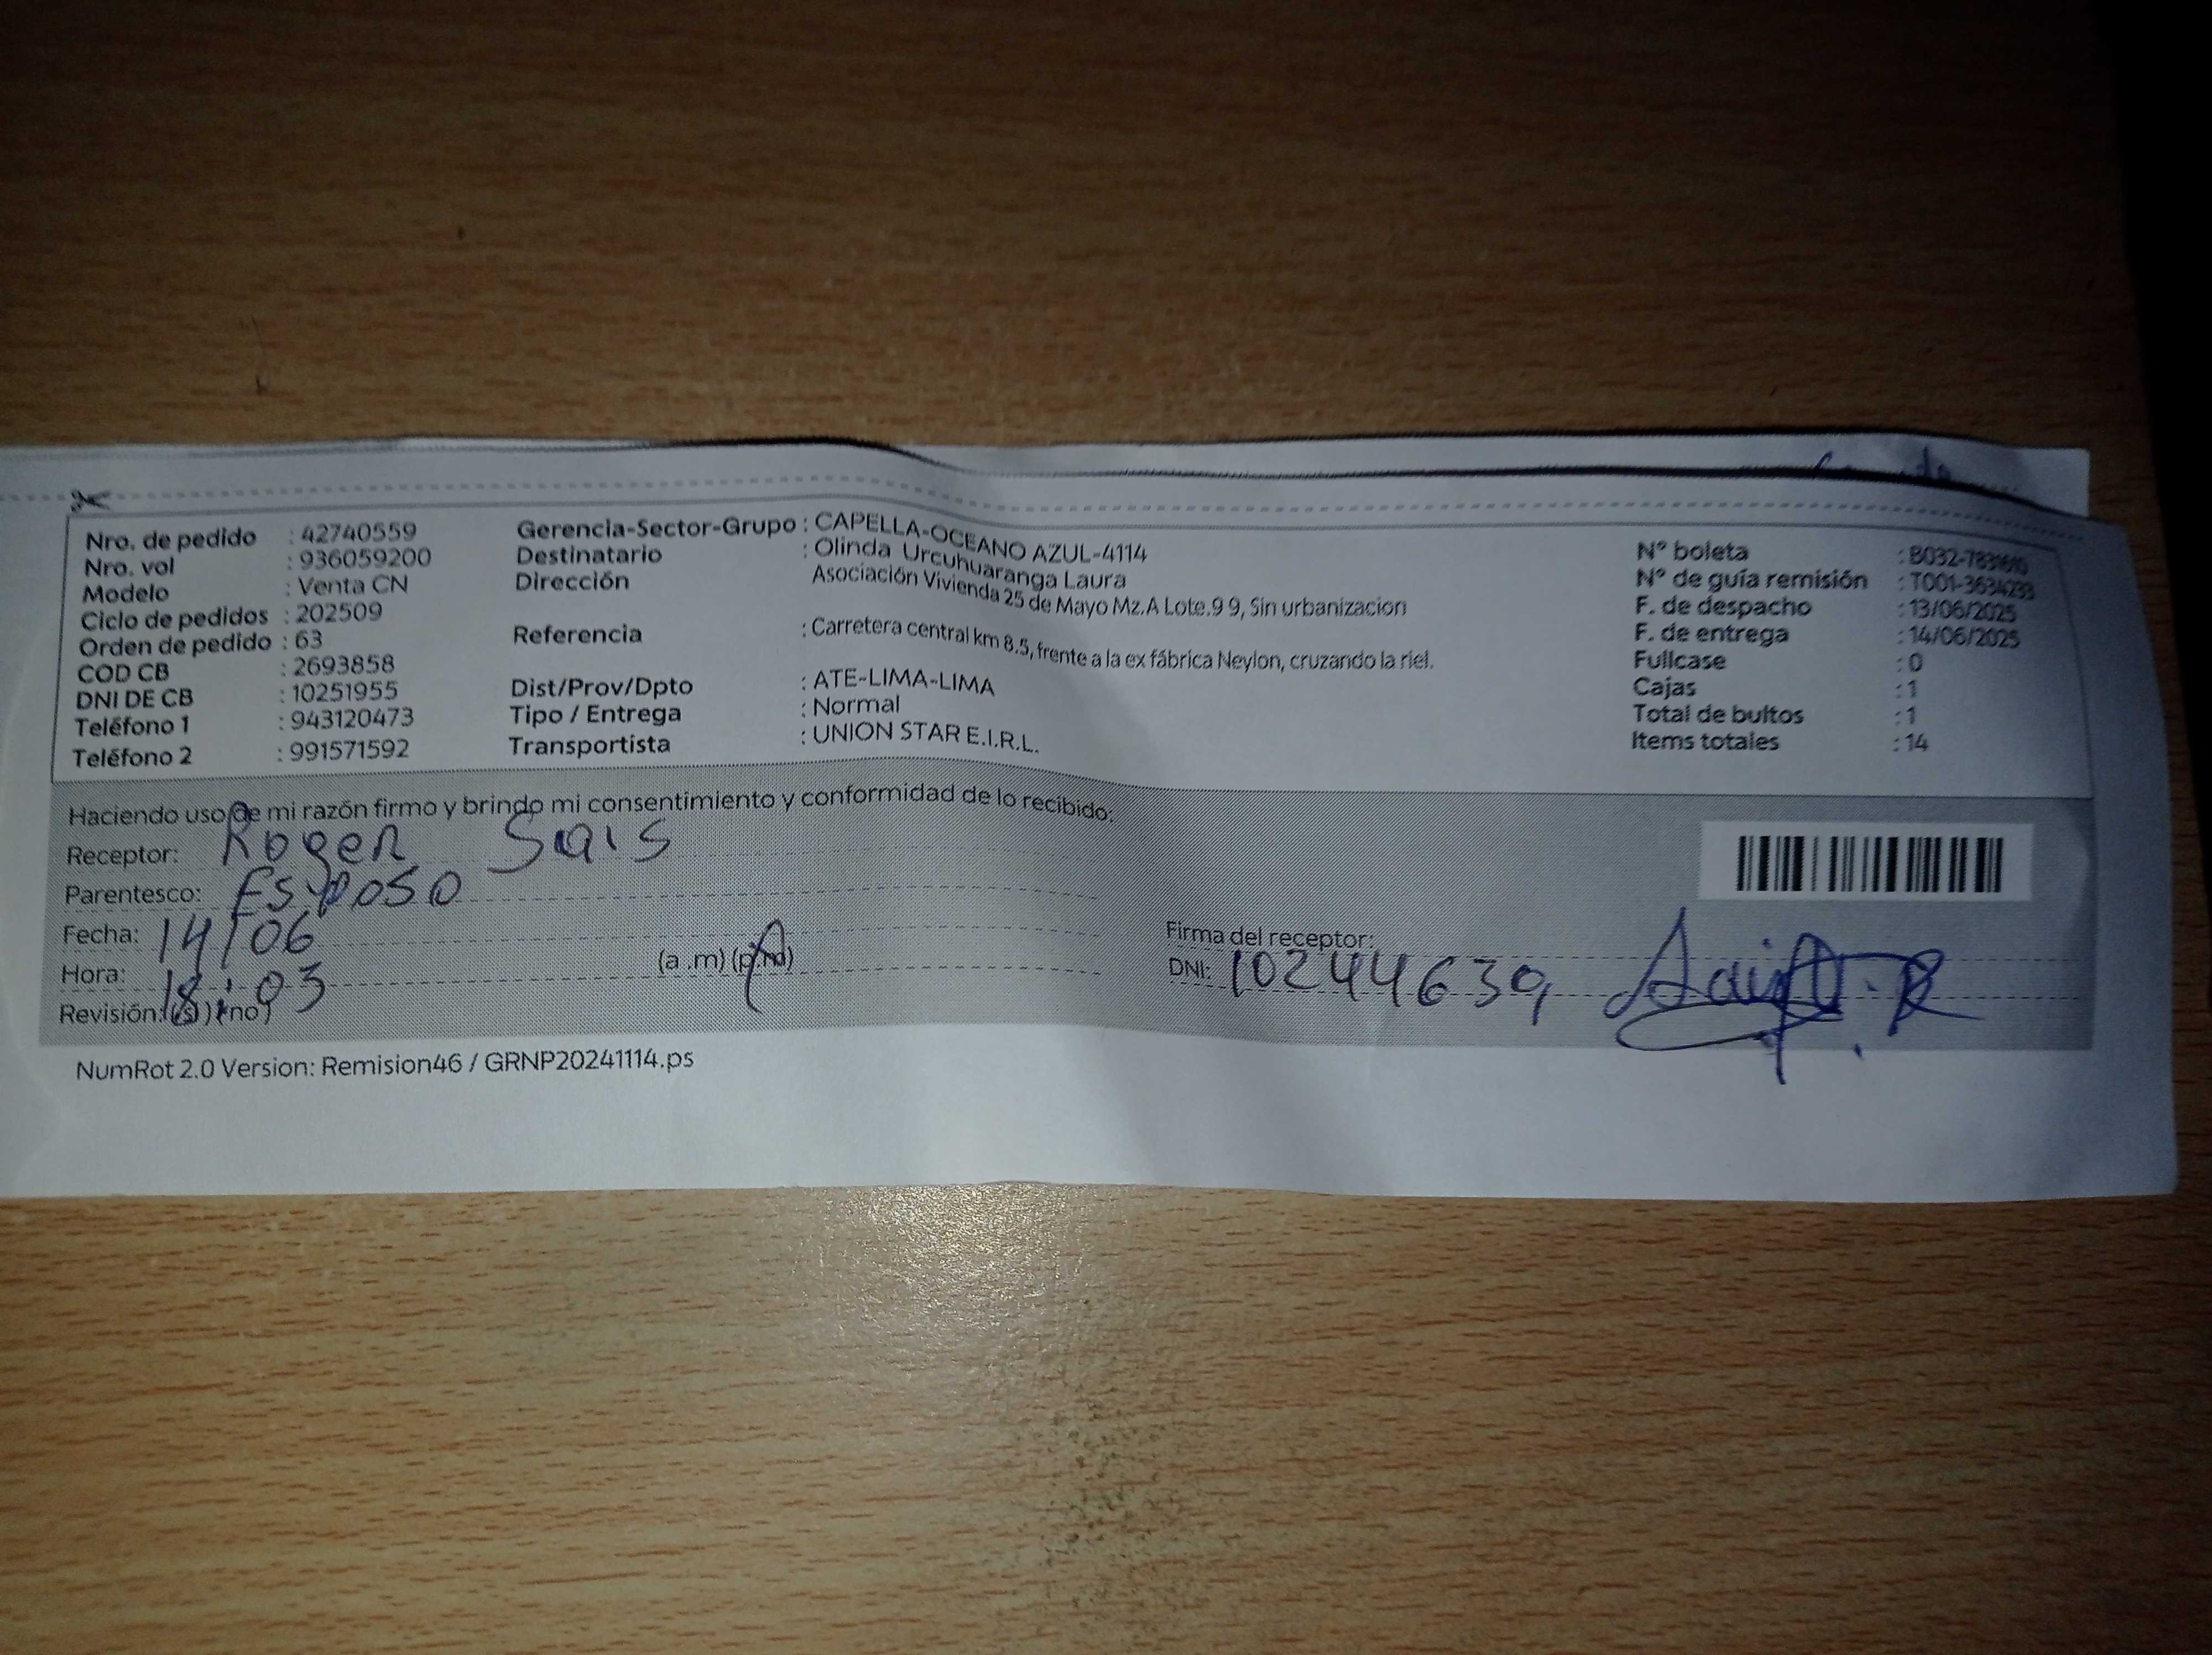 Nro. de pedido : 42740559
Nro. vol : 936059200
Modelo : Venta CN
Ciclo de pedidos : 202509
Orden de pedido : 63
COD CB : 2693858
DNI DE CB : 10251955
Teléfono 1 : 943120473
Teléfono 2 : 991571592
Gerencia-Sector-Grupo : CAPELLA-OCEANO AZUL-4114
Destinatario : Olinda Urcuhuaranga Laura
Dirección Asociación Vivienda 25 de Mayo Mz.A Lote.9 9, Sin urbanizacion
Referencia : Carretera central km 8.5, frente a la ex fábrica Neylon, cruzando la riel.
Dist/Prov/Dpto : ATE-LIMA-LIMA
Tipo / Entrega : Normal
Transportista : UNION STAR E.I.R.L.
N° boleta
N° de guía remisión
F. de despacho : 13/06/2025
F. de entrega : 14/06/2025
Fullcase : 0
Cajas : 1
Total de bultos : 1
Items totales : 14
Haciendo uso de mi razón firmo y brindo mi consentimiento y conformidad de lo recibido:
Receptor: Roger Sais
Parentesco: Esposo
Fecha: 14/06
Hora: 18:03 (a .m) (p.m)
Revisión: (si) (no)
Firma del receptor:
DNI: 10244639
NumRot 2.0 Version: Remision46 / GRNP20241114.ps